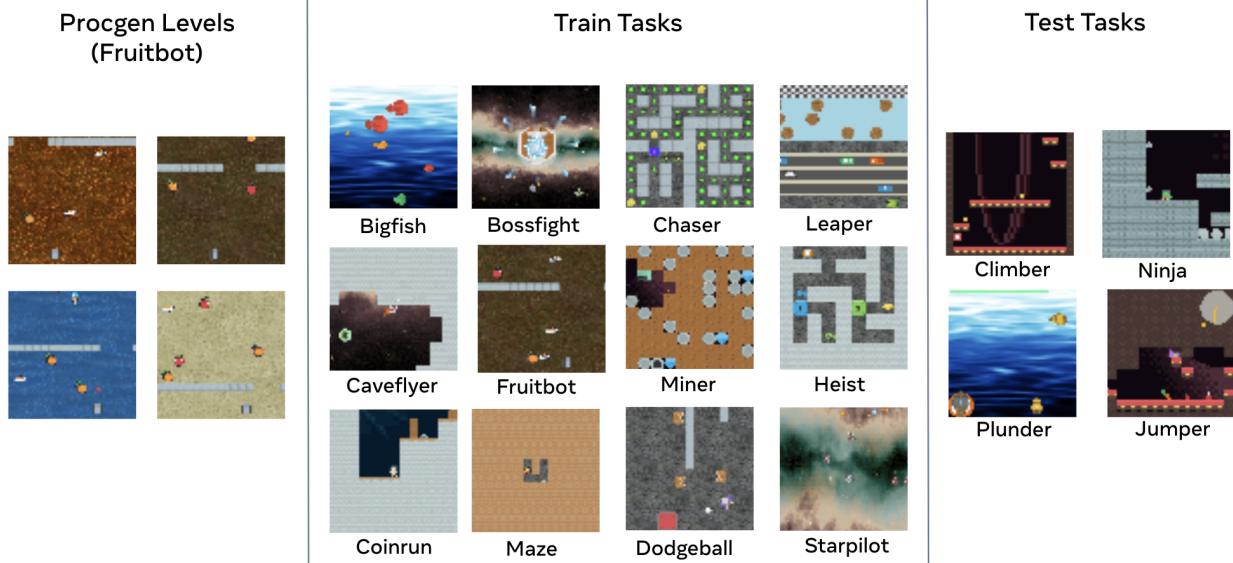 Procgen Levels
(Fruitbot)
Train Tasks
Test Tasks
Bigfish
Bossfight
Chaser
Leaper
Caveflyer
Fruitbot
Miner
Heist
Coinrun
Maze
Dodgeball
Starpilot
Climber
Ninja
Plunder
Jumper